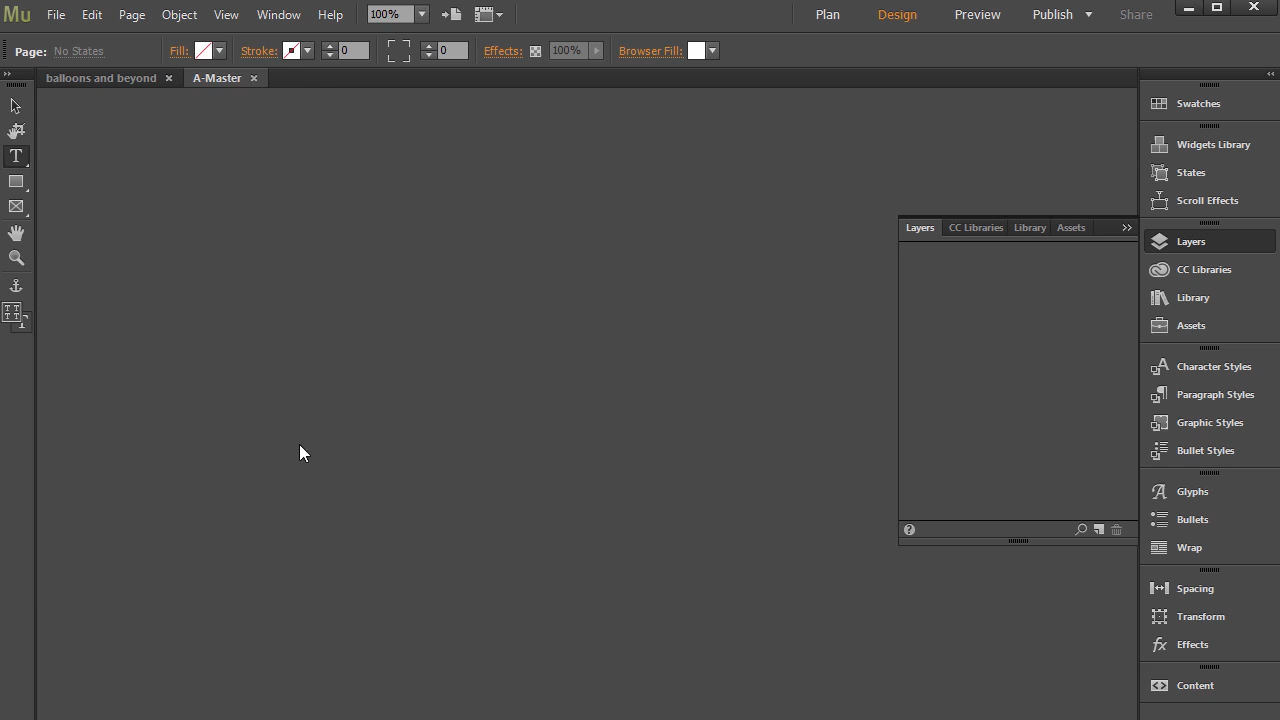 Mu File Edit Page Object View Window Help 100% Plan Design Preview Publish Share
Page: No States Fill: Stroke: 0 0 Effects: 100% Browser Fill:
balloons and beyond A-Master
Swatches
Widgets Library
States
Scroll Effects
Layers CC Libraries Library Assets
Layers
CC Libraries
Library
Assets
Character Styles
Paragraph Styles
Graphic Styles
Bullet Styles
Glyphs
Bullets
Wrap
Spacing
Transform
Effects
Content